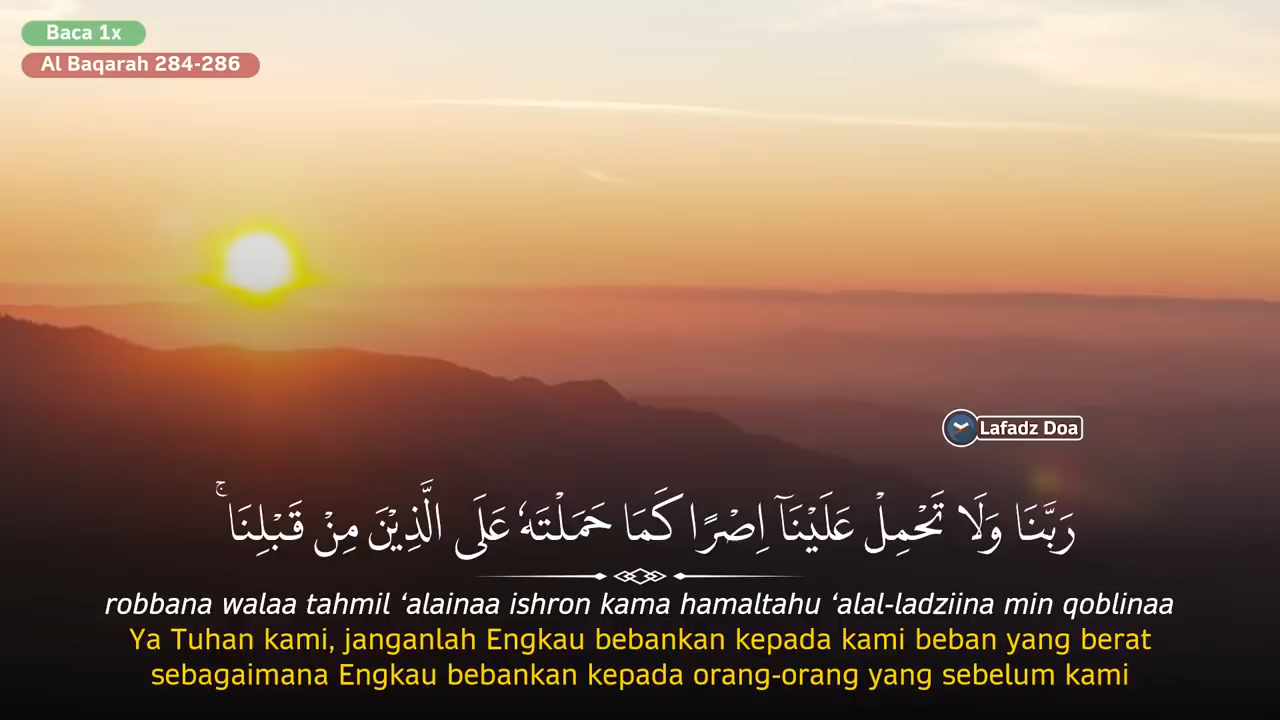 Baca 1x
Al Baqarah 284-286
Lafadz Doa
رَبَّنَا وَلَا تَحْمِلْ عَلَيْنَآ اِصْرًا كَمَا حَمَلْتَهٗ عَلَى الَّذِيْنَ مِنْ قَبْلِنَا ۚ
robbana walaa tahmil ‘alainaa ishron kama hamaltahu ‘alal-ladziina min qoblinaa
Ya Tuhan kami, janganlah Engkau bebankan kepada kami beban yang berat
sebagaimana Engkau bebankan kepada orang-orang yang sebelum kami